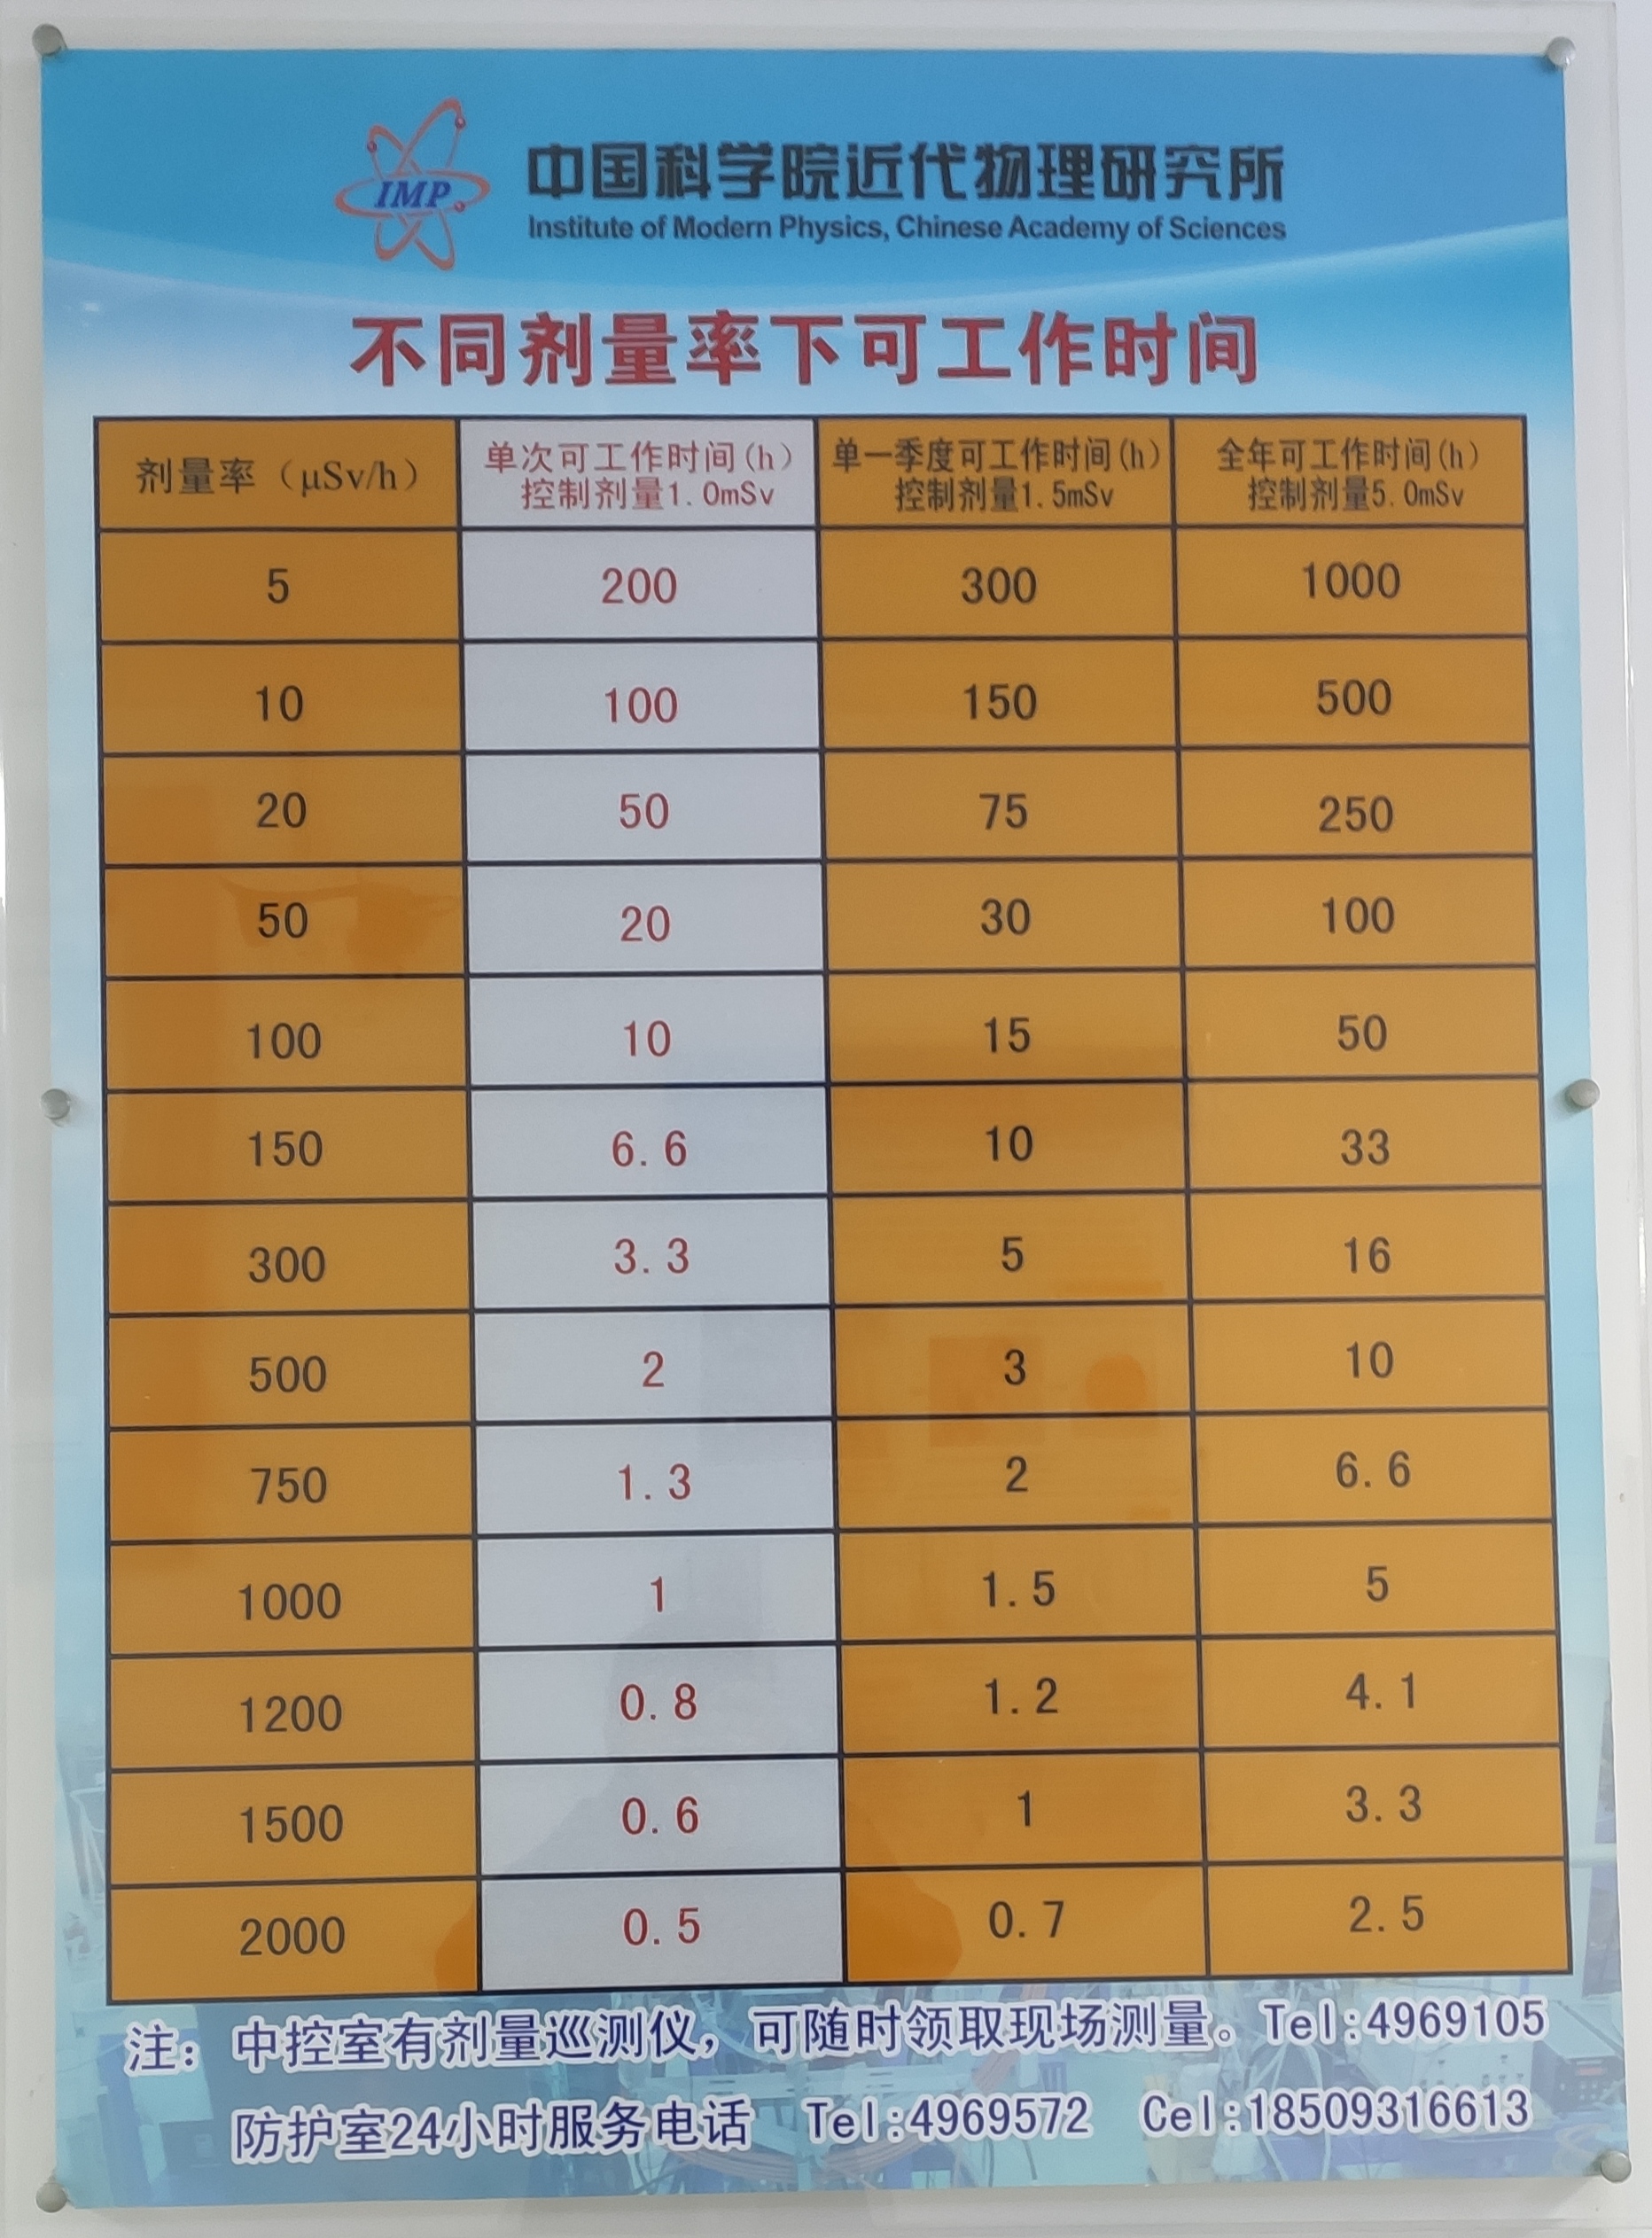 IMP
中国科学院近代物理研究所
Institute of Modern Physics, Chinese Academy of Sciences
不同剂量率下可工作时间
剂量率（μSv/h） 单次可工作时间(h) 控制剂量1.0mSv 单一季度可工作时间(h) 控制剂量1.5mSv 全年可工作时间(h) 控制剂量5.0mSv
5 200 300 1000
10 100 150 500
20 50 75 250
50 20 30 100
100 10 15 50
150 6.6 10 33
300 3.3 5 16
500 2 3 10
750 1.3 2 6.6
1000 1 1.5 5
1200 0.8 1.2 4.1
1500 0.6 1 3.3
2000 0.5 0.7 2.5
注：中控室有剂量巡测仪，可随时领取现场测量。Tel:4969105
防护室24小时服务电话 Tel:4969572 Cel:18509316613